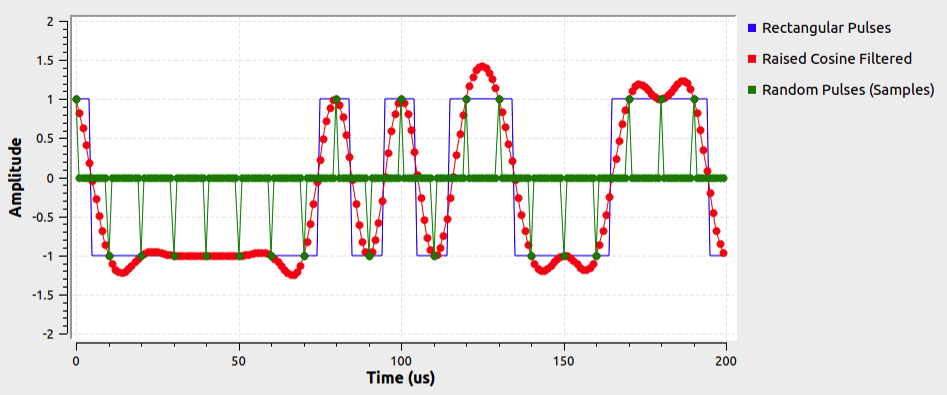 2
1.5
1
0.5
0
-0.5
-1
-1.5
-2
Amplitude
0 50 100 150 200
Time (us)
Rectangular Pulses
Raised Cosine Filtered
Random Pulses (Samples)